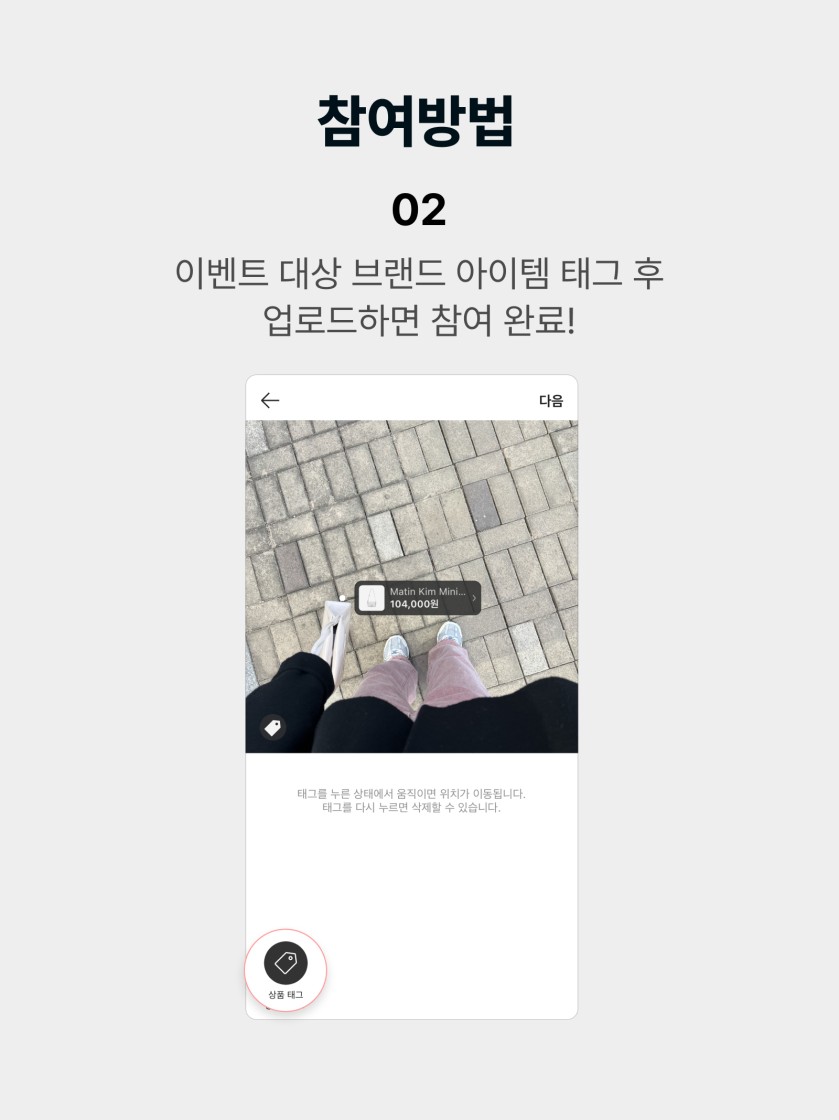 참여방법
02
이벤트 대상 브랜드 아이템 태그 후
업로드하면 참여 완료!
다음
Matin Kim Mini...
104,000원
태그를 누른 상태에서 움직이면 위치가 이동됩니다.
태그를 다시 누르면 삭제할 수 있습니다.
상품 태그